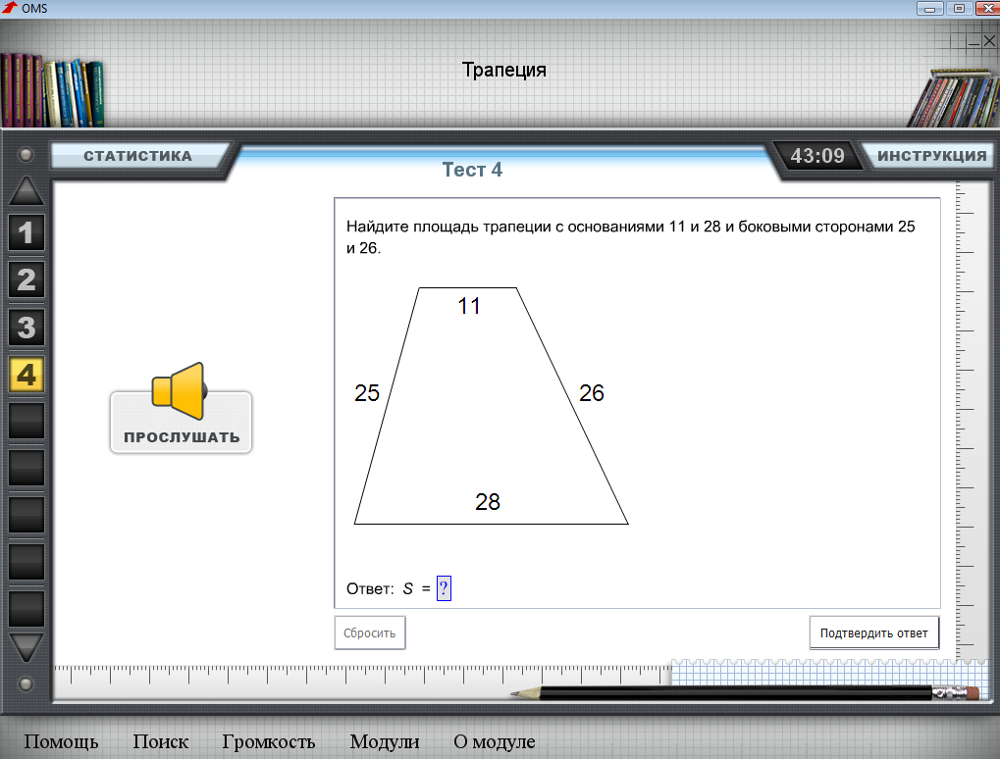 OMS
Трапеция
СТАТИСТИКА
Тест 4
43:09
ИНСТРУКЦИЯ
1
2
3
4
ПРОСЛУШАТЬ
Найдите площадь трапеции с основаниями 11 и 28 и боковыми сторонами 25
и 26.
11
25
26
28
Ответ: S = ?
Сбросить
Подтвердить ответ
Помощь Поиск Громкость Модули О модуле